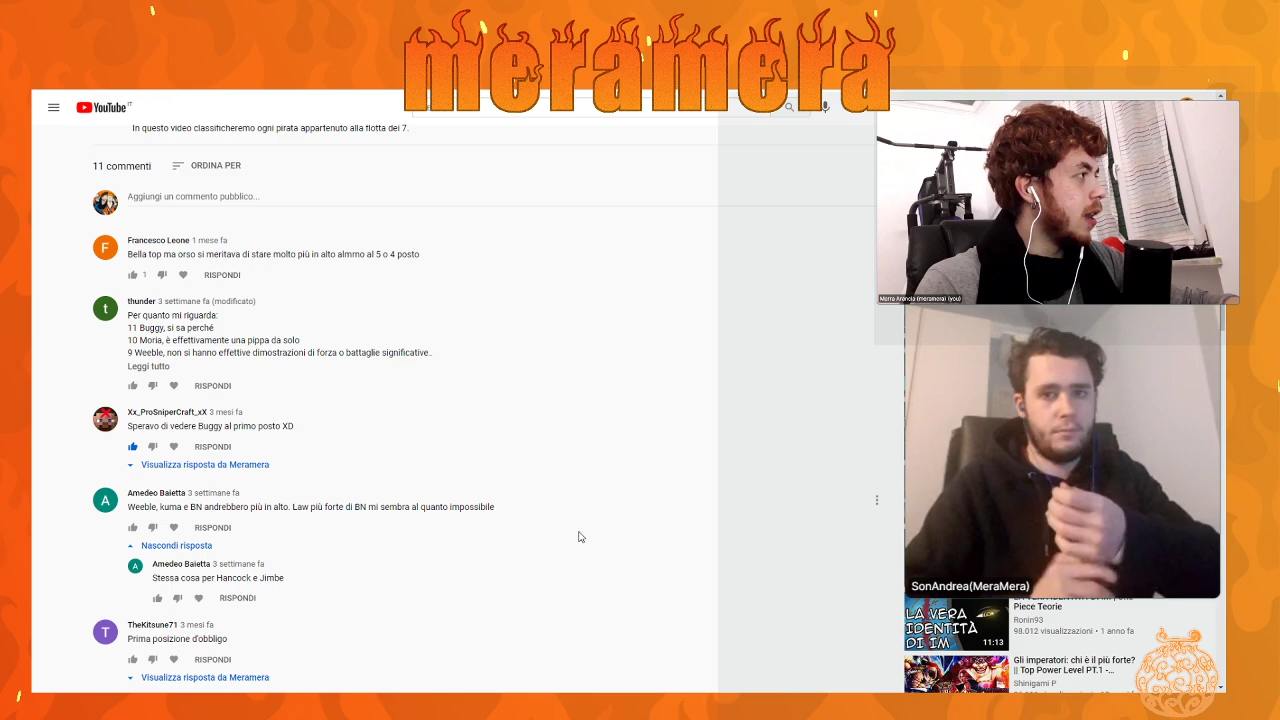 meramera
YouTube IT
In questo video classificheremo ogni pirata appartenuto alla flotta dei 7.
11 commenti
ORDINA PER
Aggiungi un commento pubblico...
F
Francesco Leone 1 mese fa
Bella top ma orso si meritava di stare molto più in alto almmo al 5 o 4 posto
1
RISPONDI
t
thunder 3 settimane fa (modificato)
Per quanto mi riguarda:
11 Buggy, si sa perché
10 Moria, è effettivamente una pippa da solo
9 Weeble, non si hanno effettive dimostrazioni di forza o battaglie significative..
Leggi tutto
RISPONDI
Xx_ProSniperCraft_xX 3 mesi fa
Speravo di vedere Buggy al primo posto XD
RISPONDI
Visualizza risposta da Meramera
A
Amedeo Baietta 3 settimane fa
Weeble, kuma e BN andrebbero più in alto. Law più forte di BN mi sembra al quanto impossibile
RISPONDI
Nascondi risposta
A
Amedeo Baietta 3 settimane fa
Stessa cosa per Hancock e Jimbe
RISPONDI
T
TheKitsune71 3 mesi fa
Prima posizione d'obbligo
RISPONDI
Visualizza risposta da Meramera
Marra Arancia (meramera) (you)
SonAndrea(MeraMera)
LA VERA
IDENTITÀ
DI IM
11:13
Piece Teorie
Ronin93
98.012 visualizzazioni • 1 anno fa
Gli imperatori: chi è il più forte?
|| Top Power Level PT.1 -...
Shinigami P